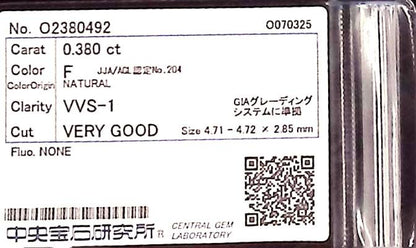 No. O2380492 O070325
Carat 0.380 ct
Color F JJA/AGL認定No.204
ColorOrigin NATURAL
Clarity VVS-1 GIAグレーディング
システムに準拠
Cut VERY GOOD Size 4.71 - 4.72 × 2.85 mm
Fluo. NONE
中央宝石研究所® CENTRAL GEM
LABORATORY